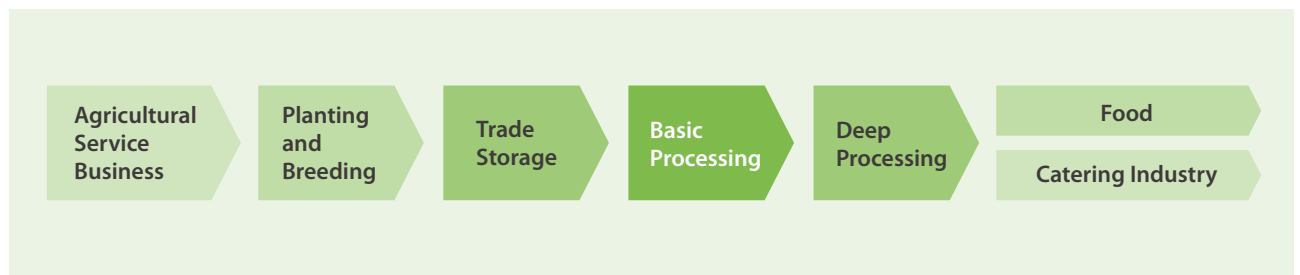 Agricultural
Service
Business
Planting
and
Breeding
Trade
Storage
Basic
Processing
Deep
Processing
Food
Catering Industry